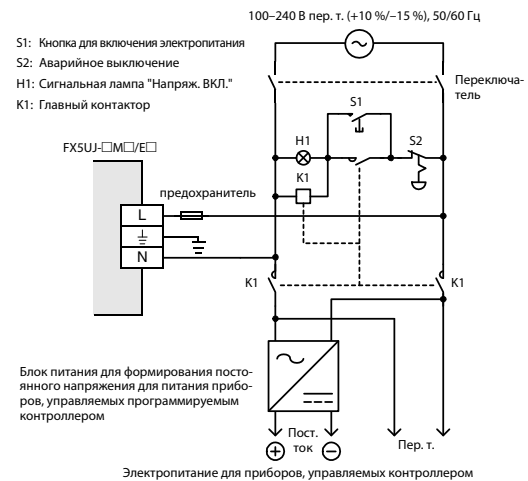 100–240 В пер. т. (+10 %/–15 %), 50/60 Гц
S1: Кнопка для включения электропитания
S2: Аварийное выключение
H1: Сигнальная лампа "Напряж. ВКЛ."
K1: Главный контактор
Переключа-
тель
S1
H1
S2
K1
FX5UJ-□M□/E□
предохранитель
L
N
K1
K1
Блок питания для формирования посто-
янного напряжения для питания прибо-
ров, управляемых программируемым
контроллером
Пост.
ток
Пер. т.
Электропитание для приборов, управляемых контроллером